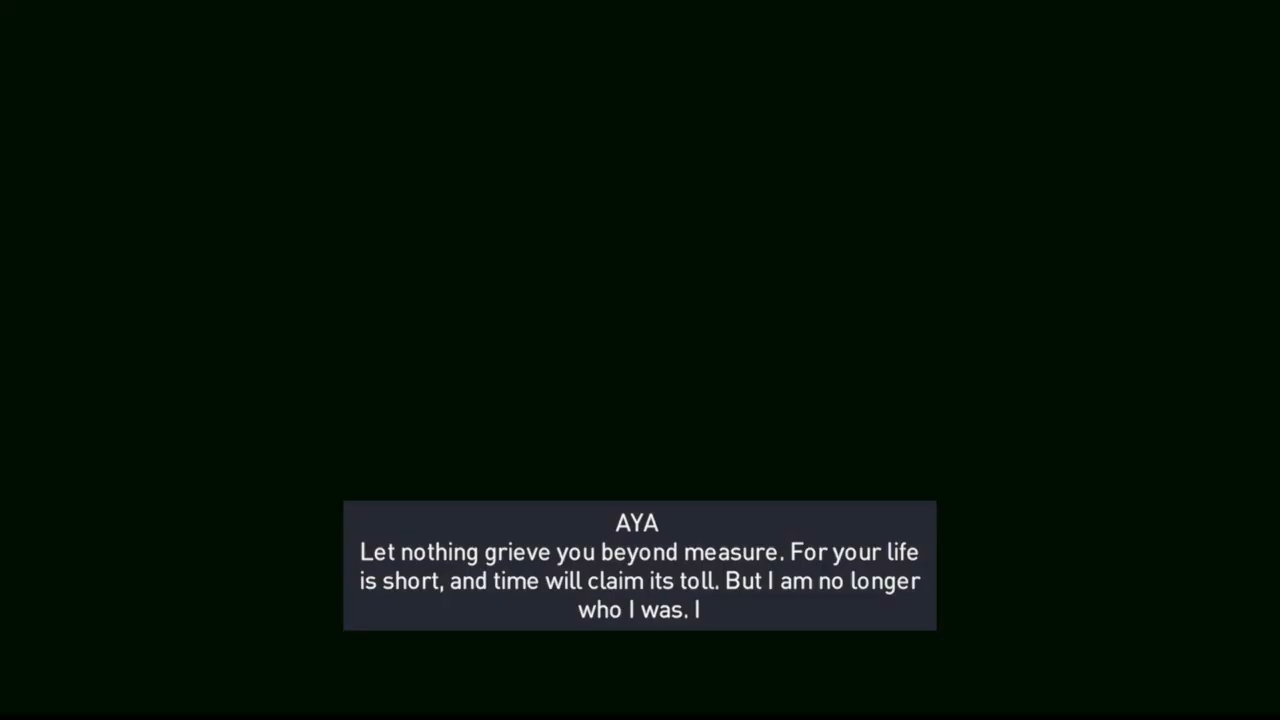 AYA
Let nothing grieve you beyond measure. For your life
is short, and time will claim its toll. But I am no longer
who I was. I